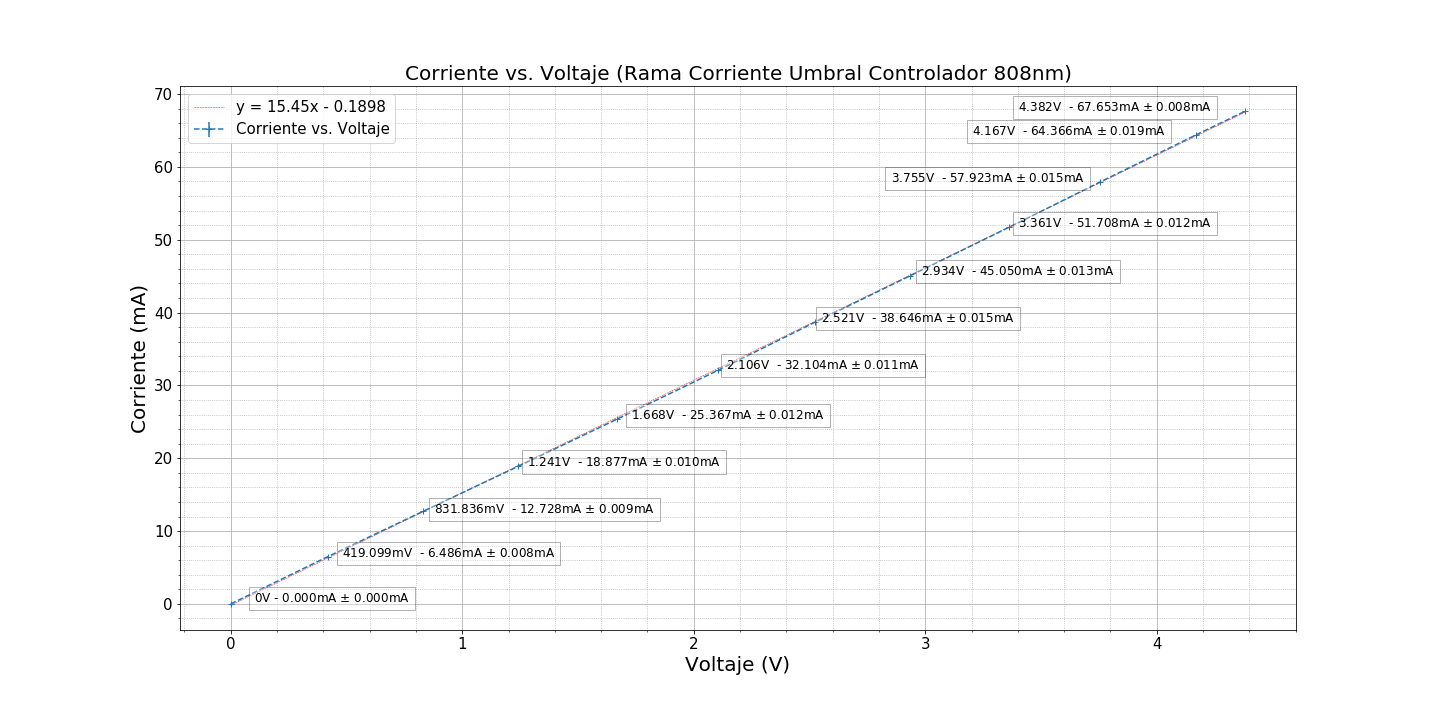 Corriente vs. Voltaje (Rama Corriente Umbral Controlador 808nm)
y = 15.45x - 0.1898
Corriente vs. Voltaje
4.382V - 67.653mA ± 0.008mA
4.167V - 64.366mA ± 0.019mA
3.755V - 57.923mA ± 0.015mA
3.361V - 51.708mA ± 0.012mA
2.934V - 45.050mA ± 0.013mA
2.521V - 38.646mA ± 0.015mA
2.106V - 32.104mA ± 0.011mA
1.668V - 25.367mA ± 0.012mA
1.241V - 18.877mA ± 0.010mA
831.836mV - 12.728mA ± 0.009mA
419.099mV - 6.486mA ± 0.008mA
0V - 0.000mA ± 0.000mA
70
60
50
40
30
20
10
0
Corriente (mA)
0 1 2 3 4
Voltaje (V)